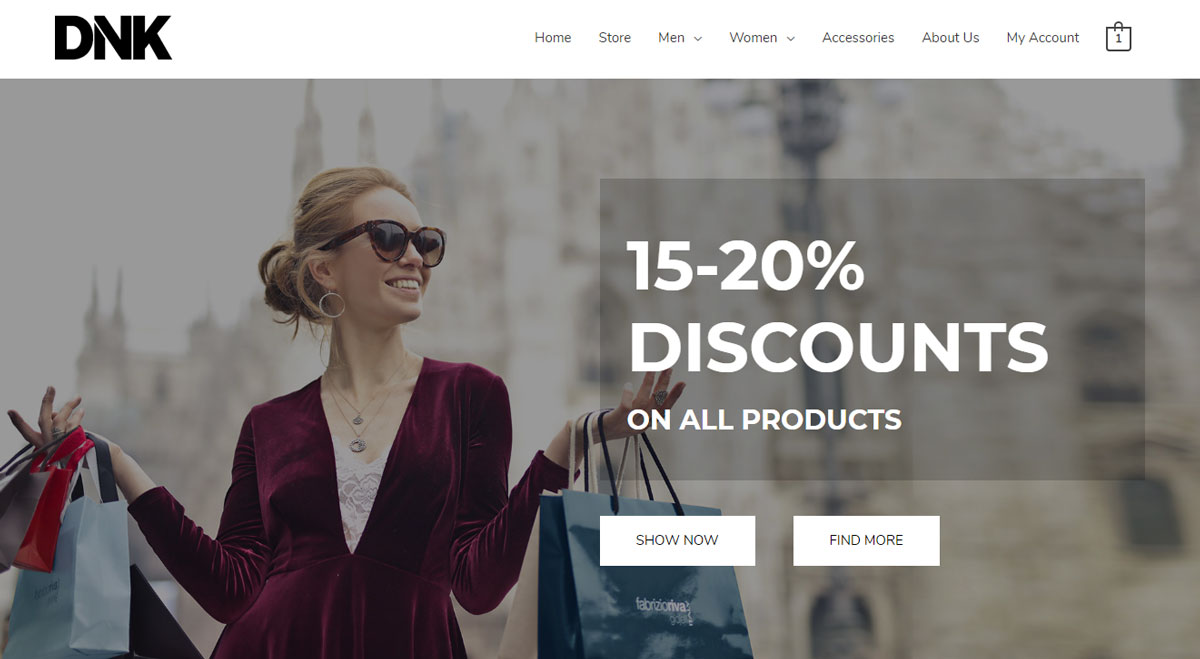 DNK
Home Store Men Women Accessories About Us My Account 1
15-20%
DISCOUNTS
ON ALL PRODUCTS
SHOW NOW FIND MORE
fabrizioriva